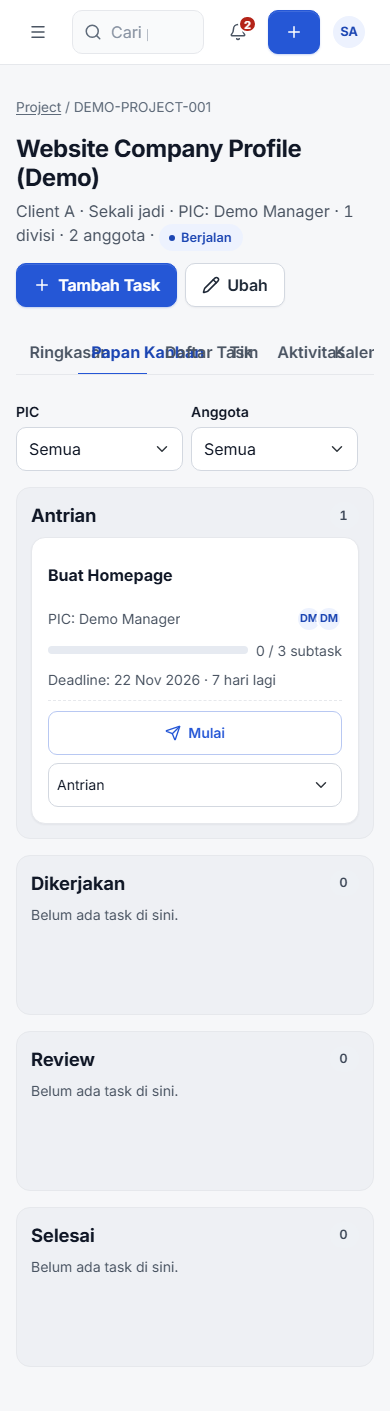 Cari
2
SA
Project / DEMO-PROJECT-001
Website Company Profile
(Demo)
Client A · Sekali jadi · PIC: Demo Manager · 1
divisi · 2 anggota · Berjalan
Tambah Task
Ubah
Ringkasan Papan Kanban Daftar Task Tim Aktivitas Kalen
PIC
Anggota
Semua
Semua
Antrian
1
Buat Homepage
PIC: Demo Manager
DM DM
0 / 3 subtask
Deadline: 22 Nov 2026 · 7 hari lagi
Mulai
Antrian
Dikerjakan
0
Belum ada task di sini.
Review
0
Belum ada task di sini.
Selesai
0
Belum ada task di sini.